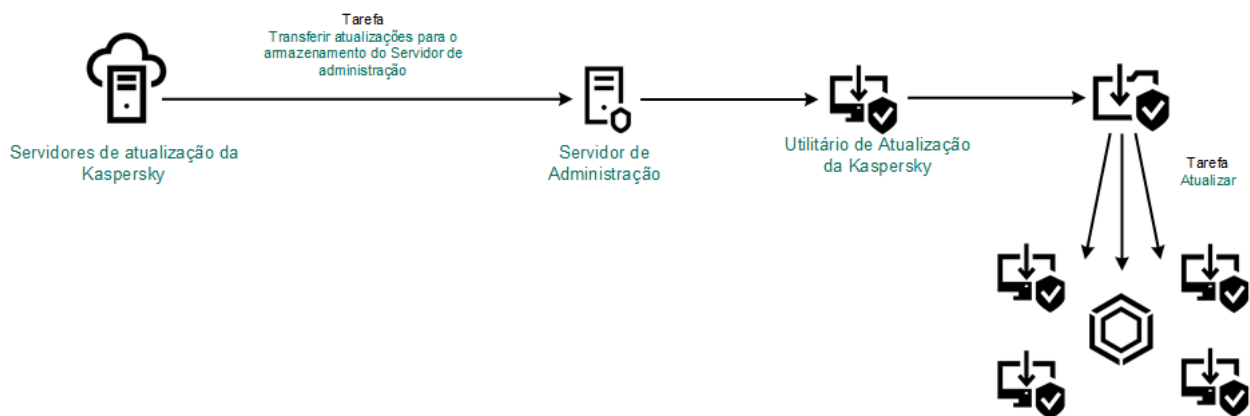 Tarefa
Transferir atualizações para o
armazenamento do Servidor de
administração
Servidores de atualização da
Kaspersky
Servidor de
Administração
Utilitário de Atualização
da Kaspersky
Tarefa
Atualizar